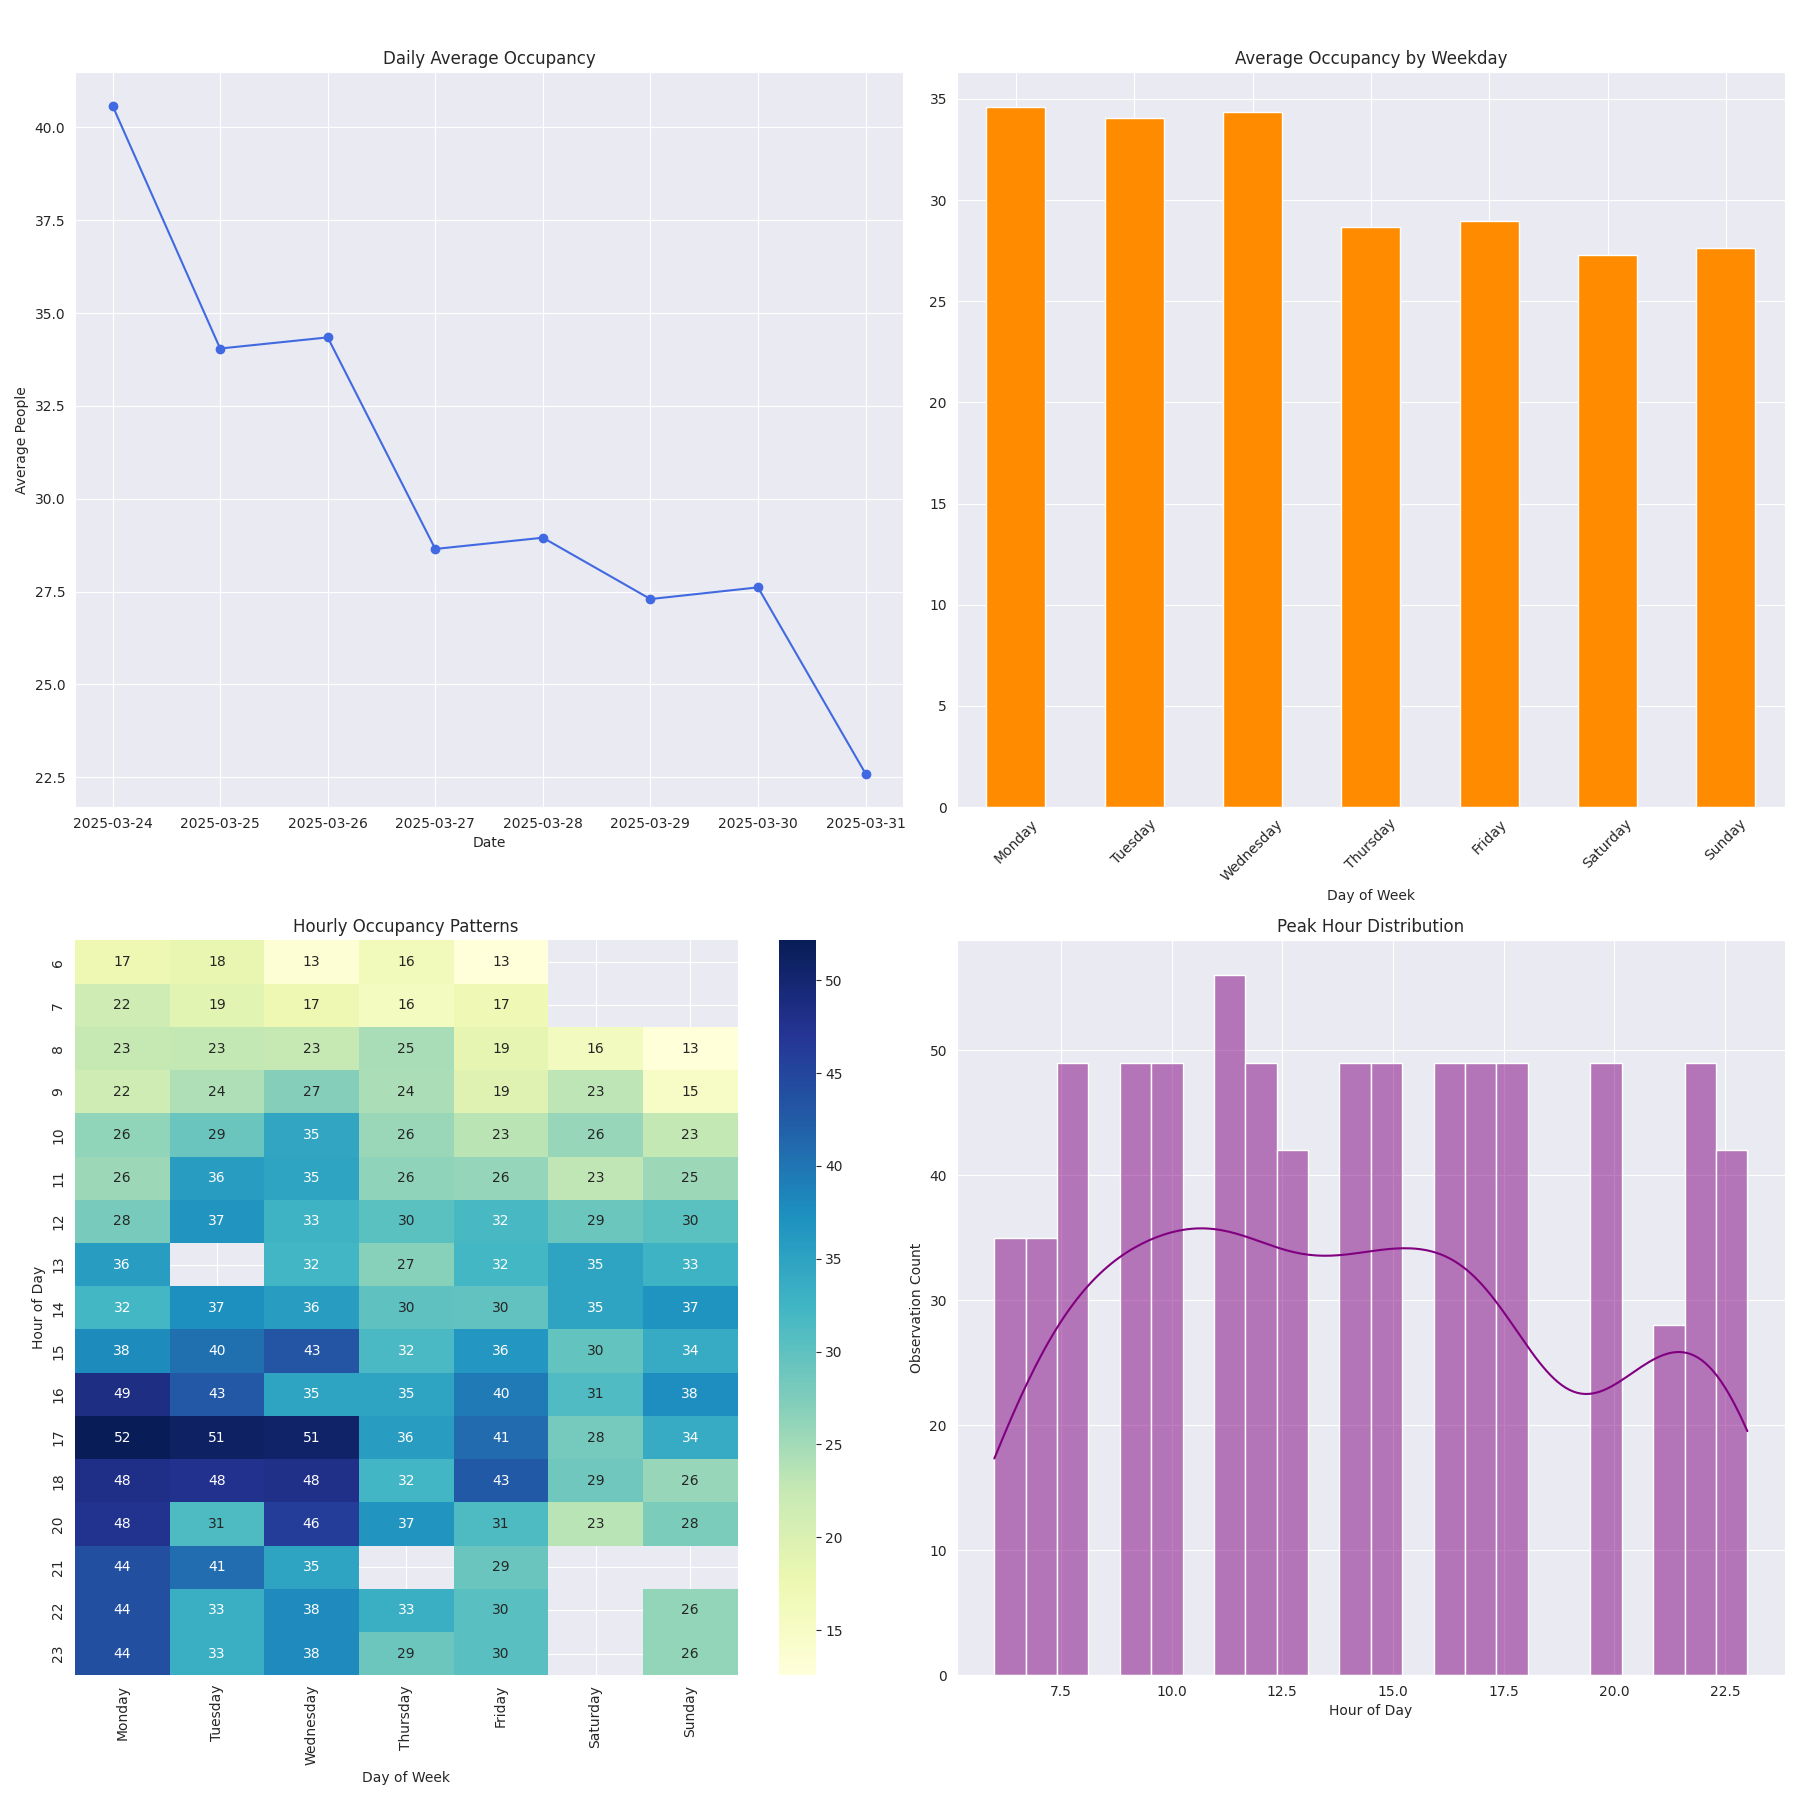 Daily Average Occupancy
40.0
37.5
35.0
32.5
30.0
27.5
25.0
22.5
Average People
2025-03-24 2025-03-25 2025-03-26 2025-03-27 2025-03-28 2025-03-29 2025-03-30 2025-03-31
Date
Average Occupancy by Weekday
35
30
25
20
15
10
5
0
Monday Tuesday Wednesday Thursday Friday Saturday Sunday
Day of Week
Hourly Occupancy Patterns
Hour of Day
6 17 18 13 16 13
7 22 19 17 16 17
8 23 23 23 25 19 16 13
9 22 24 27 24 19 23 15
10 26 29 35 26 23 26 23
11 26 36 35 26 26 23 25
12 28 37 33 30 32 29 30
13 36 32 27 32 35 33
14 32 37 36 30 30 35 37
15 38 40 43 32 36 30 34
16 49 43 35 35 40 31 38
17 52 51 51 36 41 28 34
18 48 48 48 32 43 29 26
20 48 31 46 37 31 23 28
21 44 41 35 29
22 44 33 38 33 30 26
23 44 33 38 29 30 26
Monday Tuesday Wednesday Thursday Friday Saturday Sunday
Day of Week
50
45
40
35
30
25
20
15
Peak Hour Distribution
50
40
30
20
10
0
Observation Count
7.5 10.0 12.5 15.0 17.5 20.0 22.5
Hour of Day